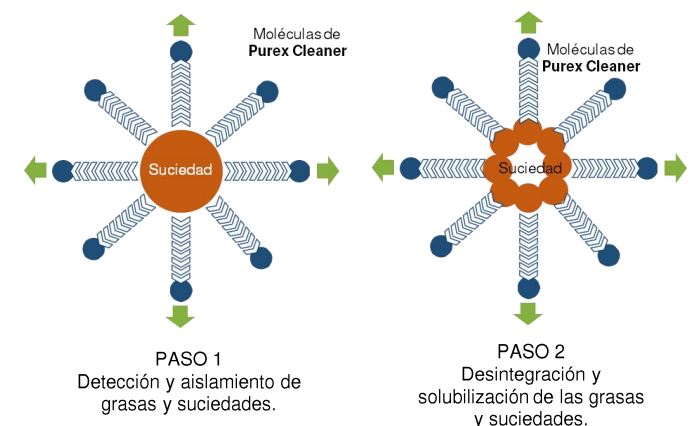 Moléculas de
Purex Cleaner
Suciedad
PASO 1
Detección y aislamiento de
grasas y suciedades.
Moléculas de
Purex Cleaner
Suciedad
PASO 2
Desintegración y
solubilización de las grasas
y suciedades.